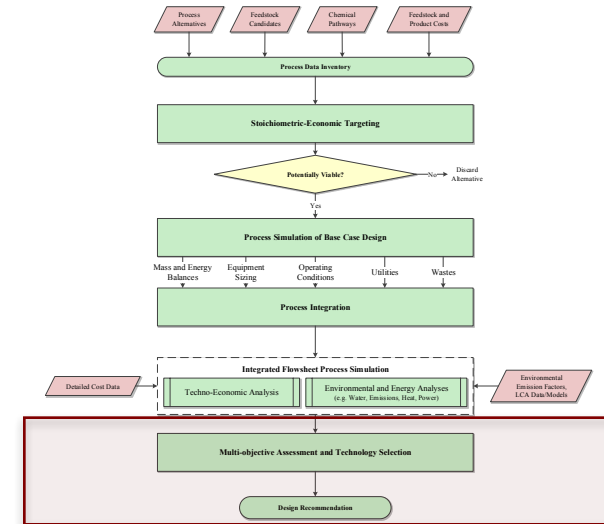 Process
Alternatives
Feedstock
Candidates
Chemical
Pathways
Feedstock and
Product Costs
Process Data Inventory
Stoichiometric-Economic Targeting
Potentially Viable?
No
Discard
Alternative
Yes
Process Simulation of Base Case Design
Mass and Energy
Balances
Equipment
Sizing
Operating
Conditions
Utilities
Wastes
Process Integration
Integrated Flowsheet Process Simulation
Detailed Cost Data
Techno-Economic Analysis
Environmental and Energy Analyses
(e.g. Water, Emissions, Heat, Power)
Environmental
Emission Factors,
LCA Data/Models
Multi-objective Assessment and Technology Selection
Design Recommendation